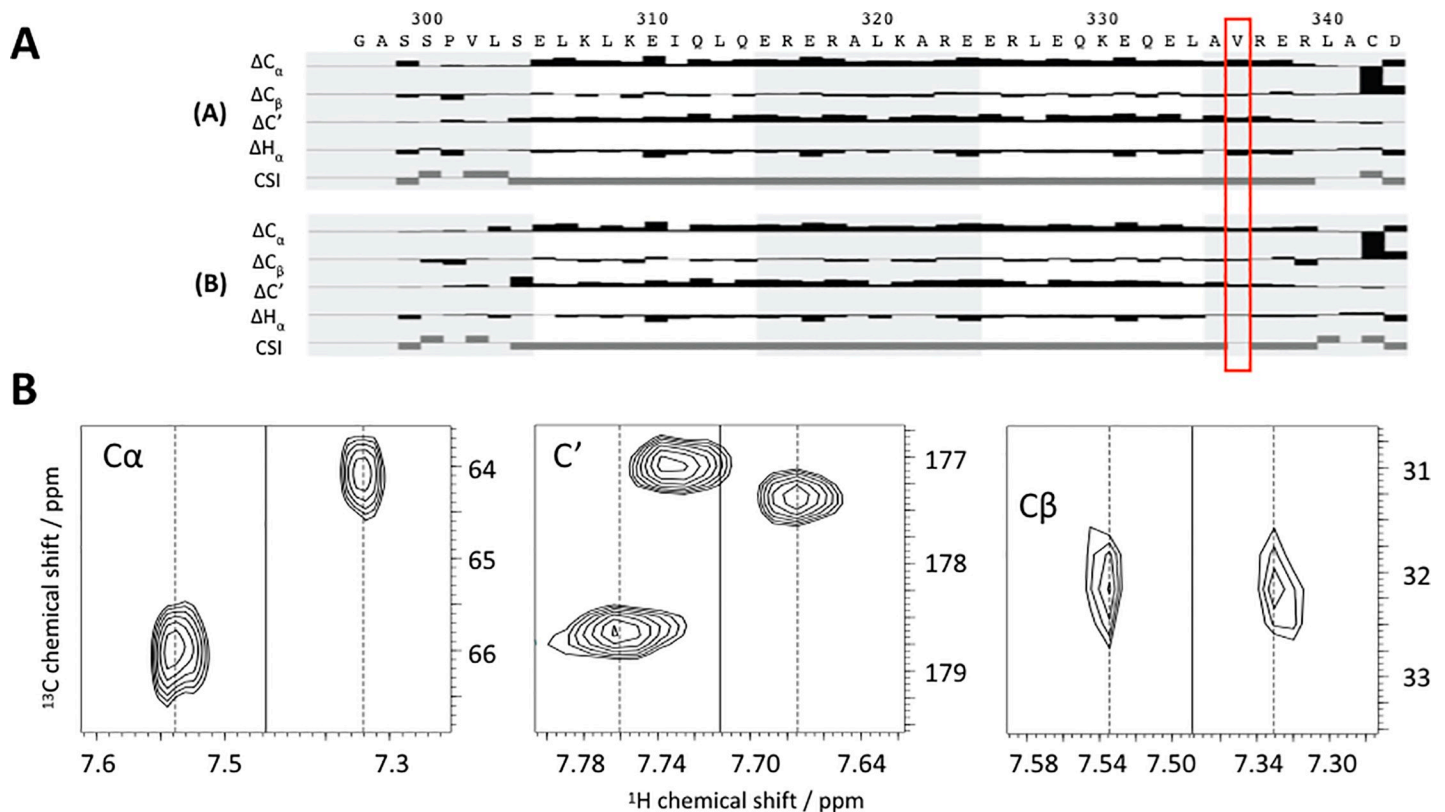 A
300 310 320 330 340
G A S S P V L S E L K L K E I Q L Q E R E R A L K A R E E R L E Q K E Q E L A V R E R L A C D
(A)
ΔCα
ΔCβ
ΔC’
ΔHα
CSI
(B)
ΔCα
ΔCβ
ΔC’
ΔHα
CSI
B
13C chemical shift / ppm
Cα
64
65
66
7.6 7.5 7.3
C’
177
178
179
7.78 7.74 7.70 7.64
Cβ
31
32
33
7.58 7.54 7.50 7.34 7.30
1H chemical shift / ppm